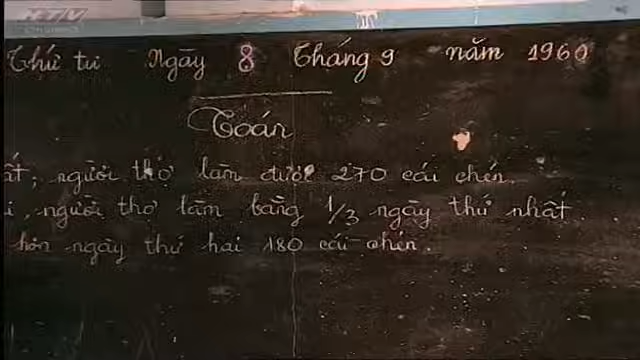 HTV
Thứ tư Ngày 8 Tháng 9 năm 1960
Toán
ất, người thợ làm được 270 cái chén.
i, người thợ làm bằng 1/3 ngày thứ nhất.
hơn ngày thứ hai 180 cái chén.